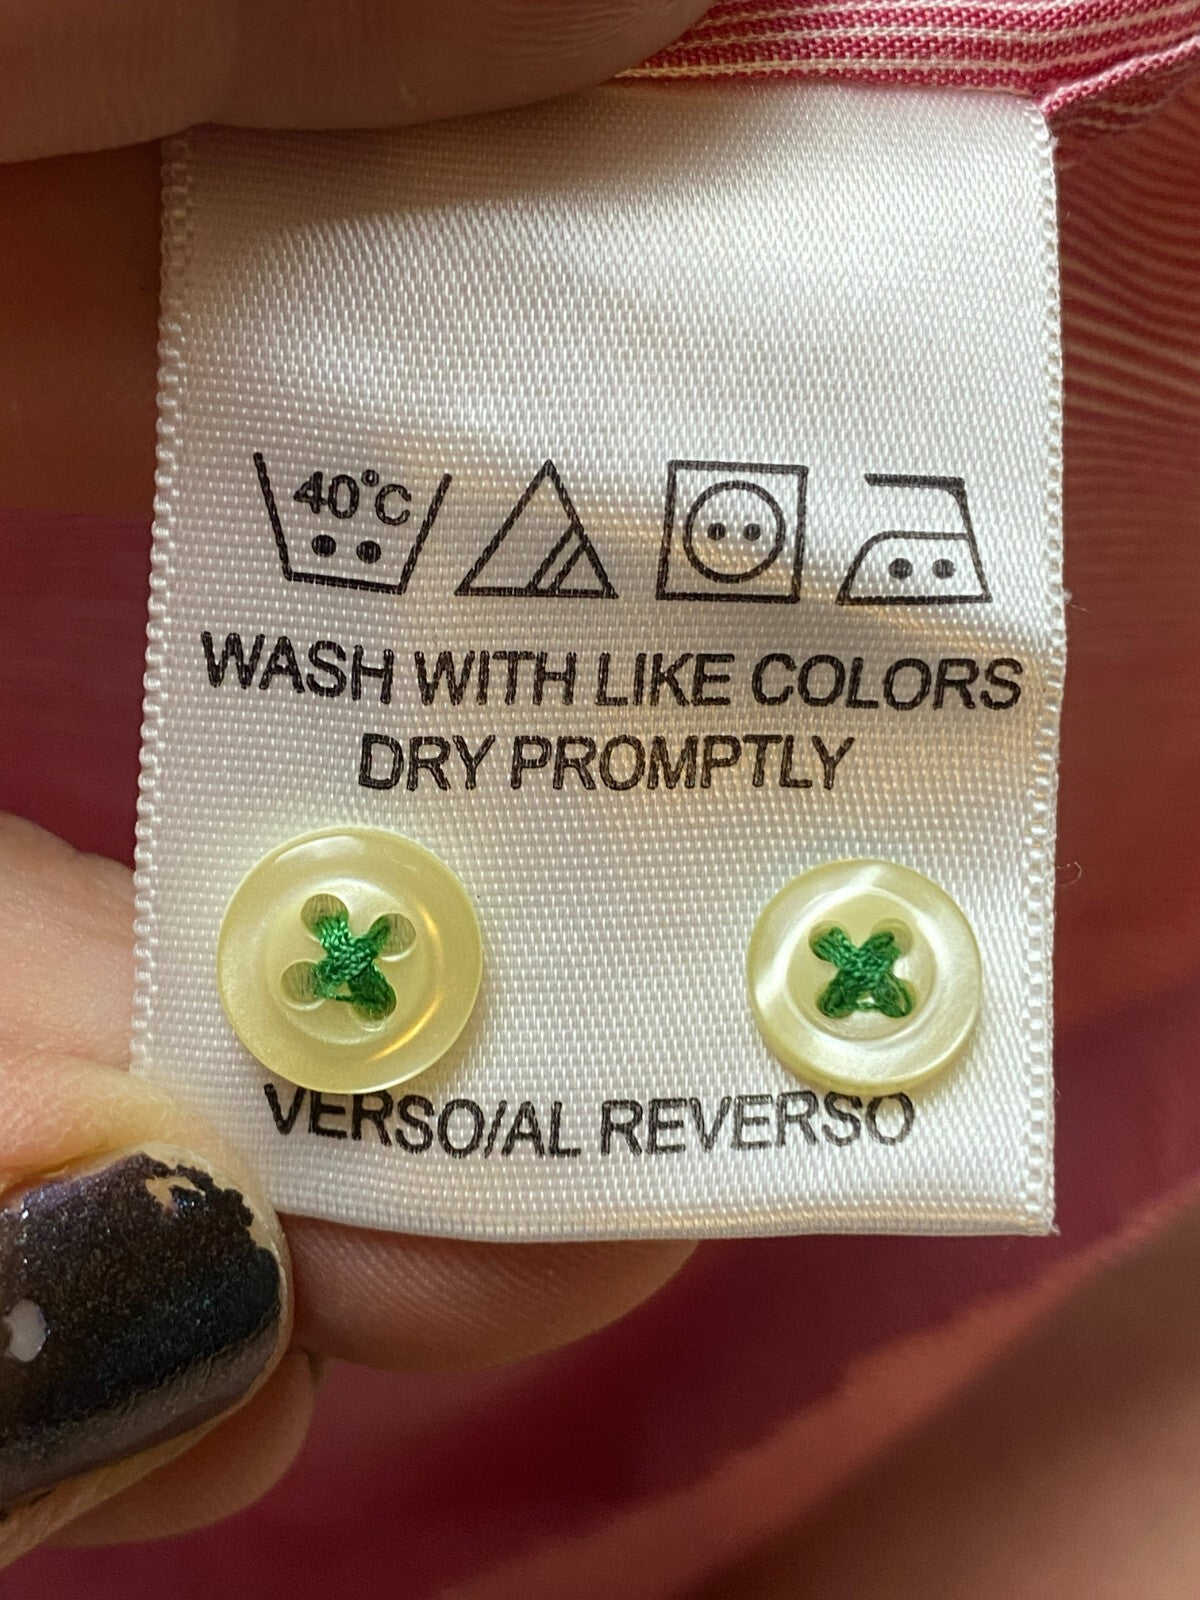 40°C
WASH WITH LIKE COLORS
DRY PROMPTLY
VERSO/AL REVERSO